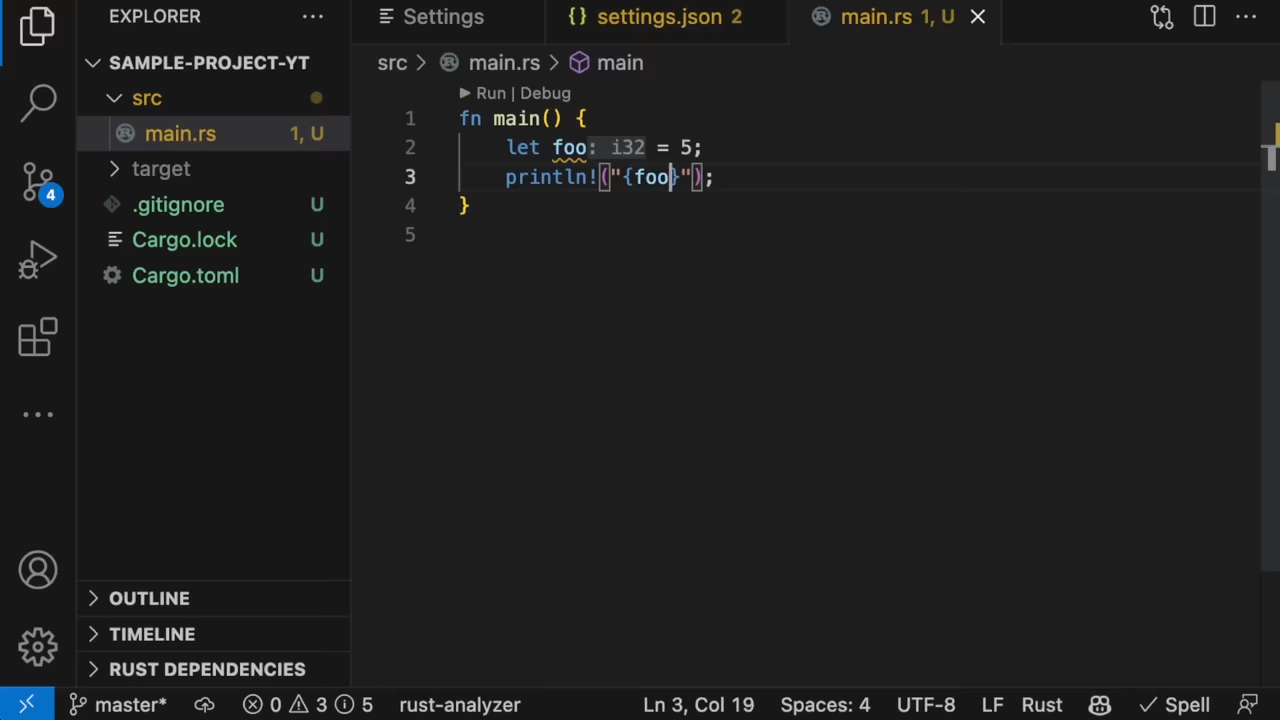 EXPLORER
Settings
settings.json 2
main.rs 1, U
SAMPLE-PROJECT-YT
src
main.rs 1, U
target
.gitignore U
Cargo.lock U
Cargo.toml U
4
OUTLINE
TIMELINE
RUST DEPENDENCIES
src > main.rs > main
Run | Debug
1 fn main() {
2 let foo: i32 = 5;
3 println!("{foo}");
4 }
5
master* 0 3 5 rust-analyzer Ln 3, Col 19 Spaces: 4 UTF-8 LF Rust Spell